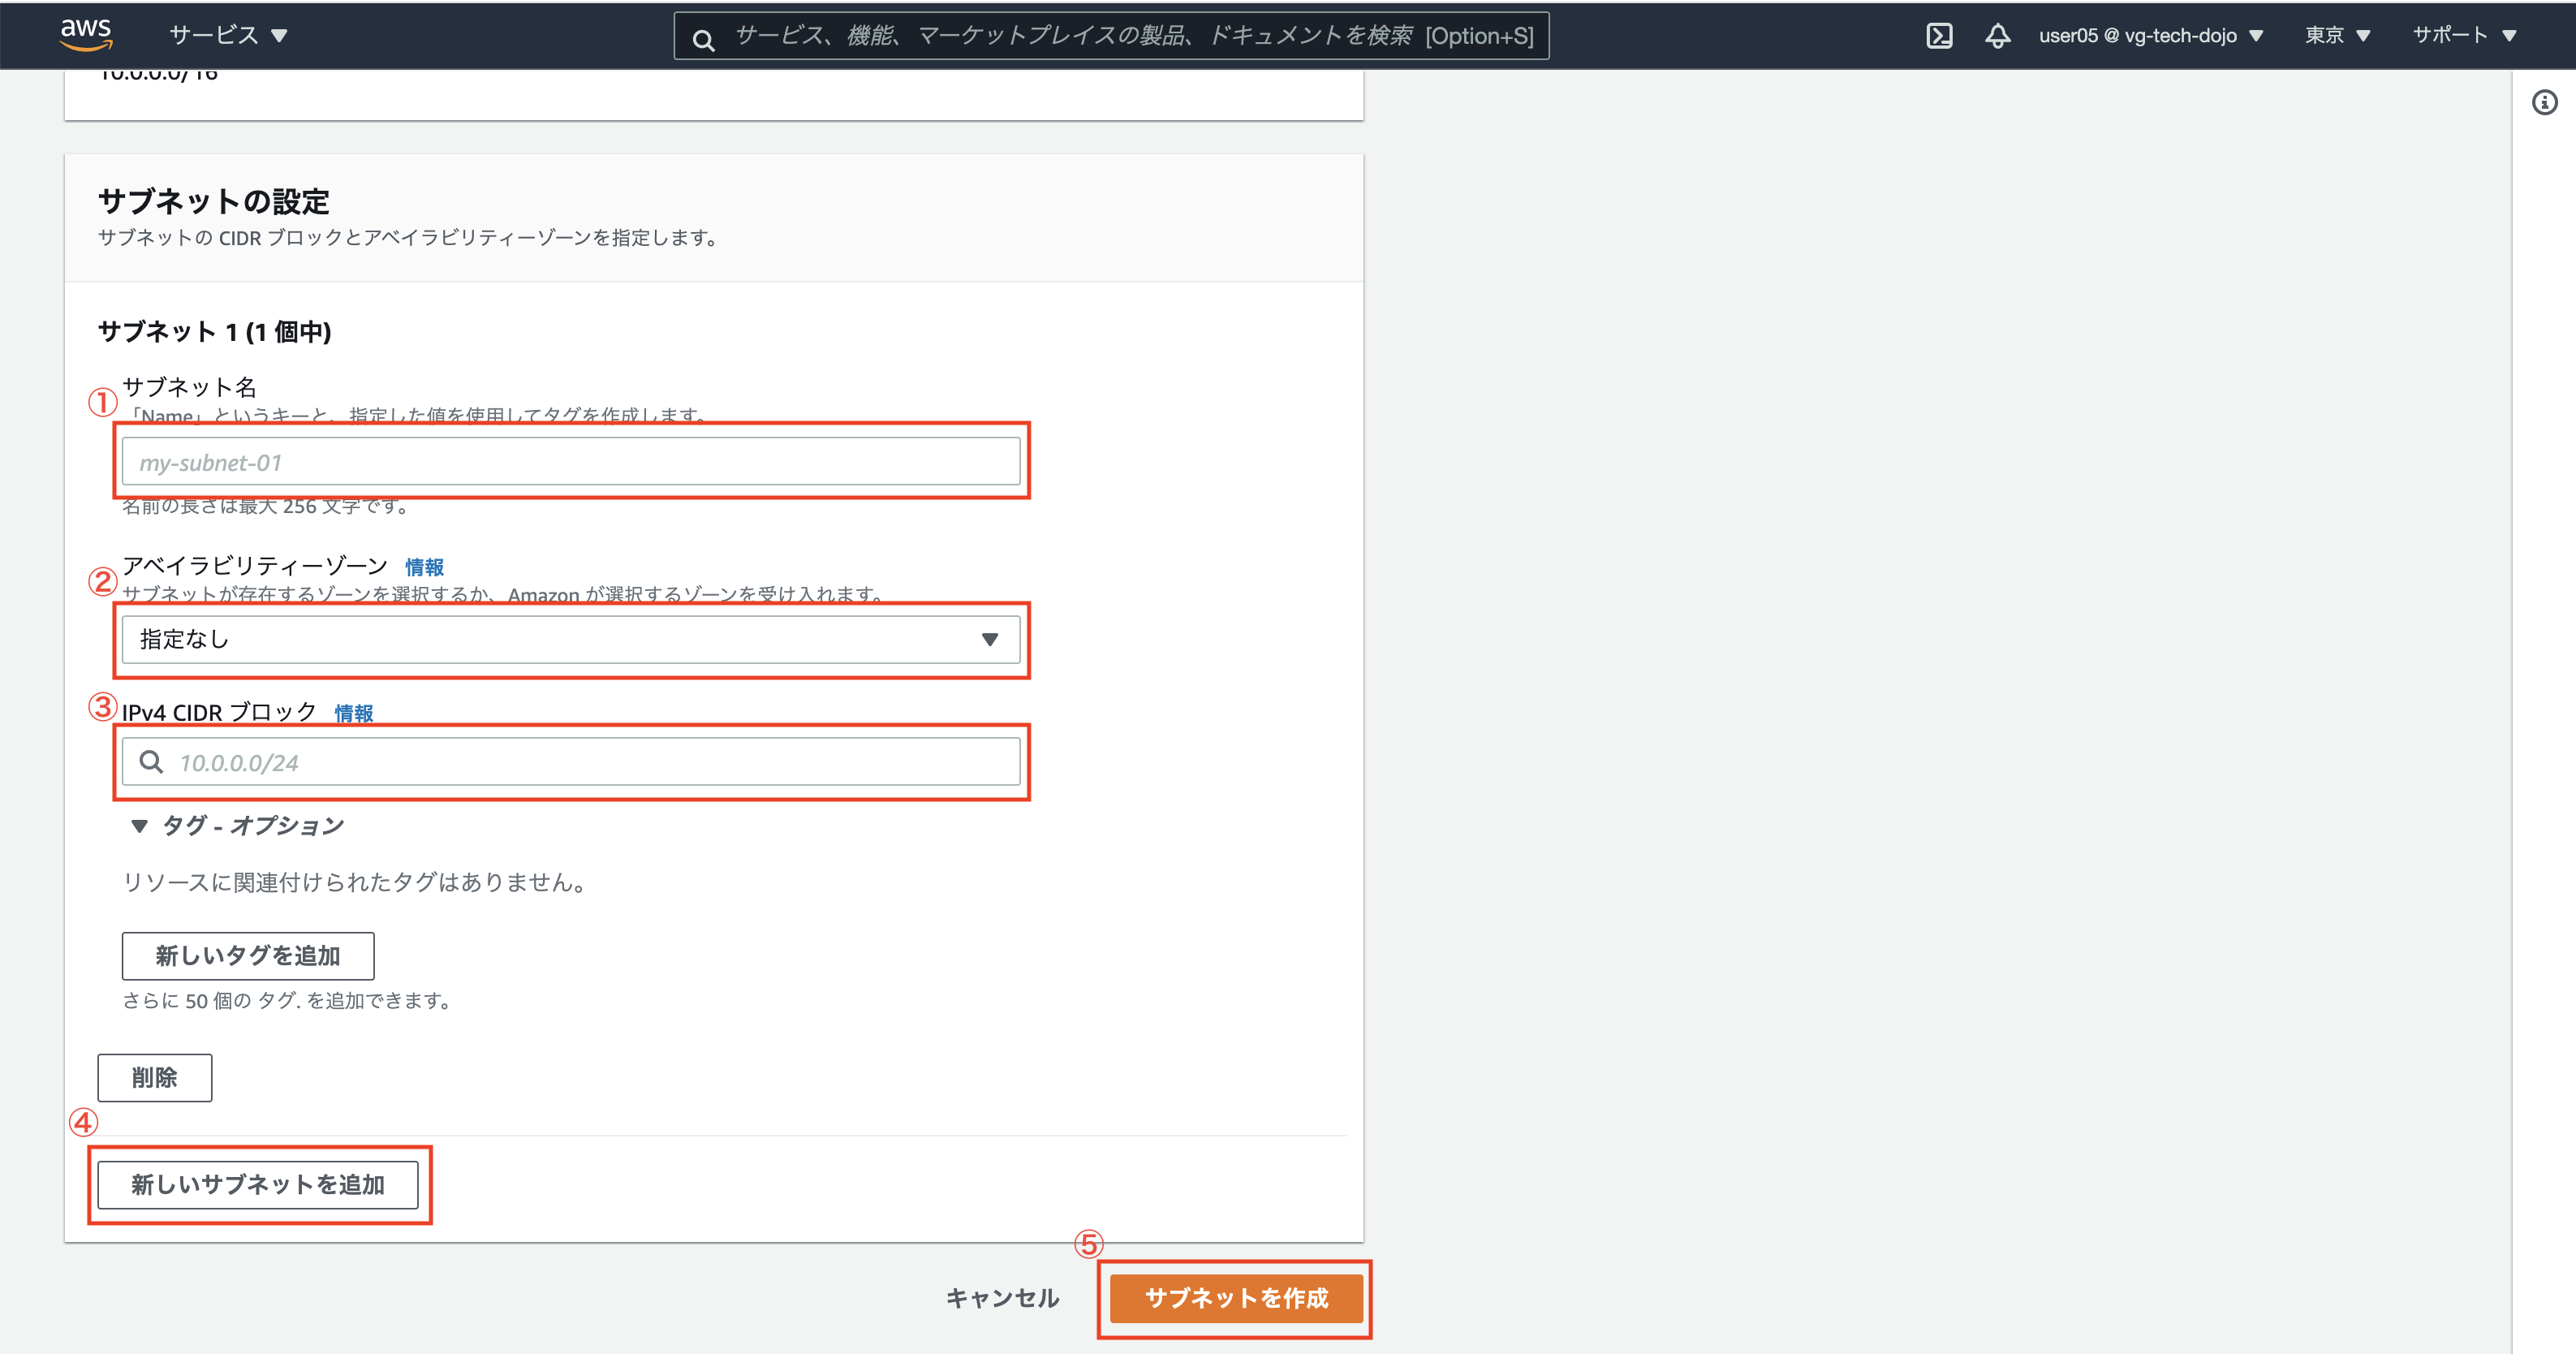 aws
サービス ▼
サービス、機能、マーケットプレイスの製品、ドキュメントを検索 [Option+S]
user05 @ vg-tech-dojo ▼
東京 ▼
サポート ▼
10.0.0.0/16
サブネットの設定
サブネットの CIDR ブロックとアベイラビリティーゾーンを指定します。
サブネット 1 (1 個中)
① サブネット名
「Name」というキーと、指定した値を使用してタグを作成します。
my-subnet-01
名前の長さは最大 256 文字です。
② アベイラビリティーゾーン 情報
サブネットが存在するゾーンを選択するか、Amazon が選択するゾーンを受け入れます。
指定なし
③ IPv4 CIDR ブロック 情報
10.0.0.0/24
▼ タグ - オプション
リソースに関連付けられたタグはありません。
新しいタグを追加
さらに 50 個の タグ. を追加できます。
削除
④
新しいサブネットを追加
⑤
キャンセル
サブネットを作成